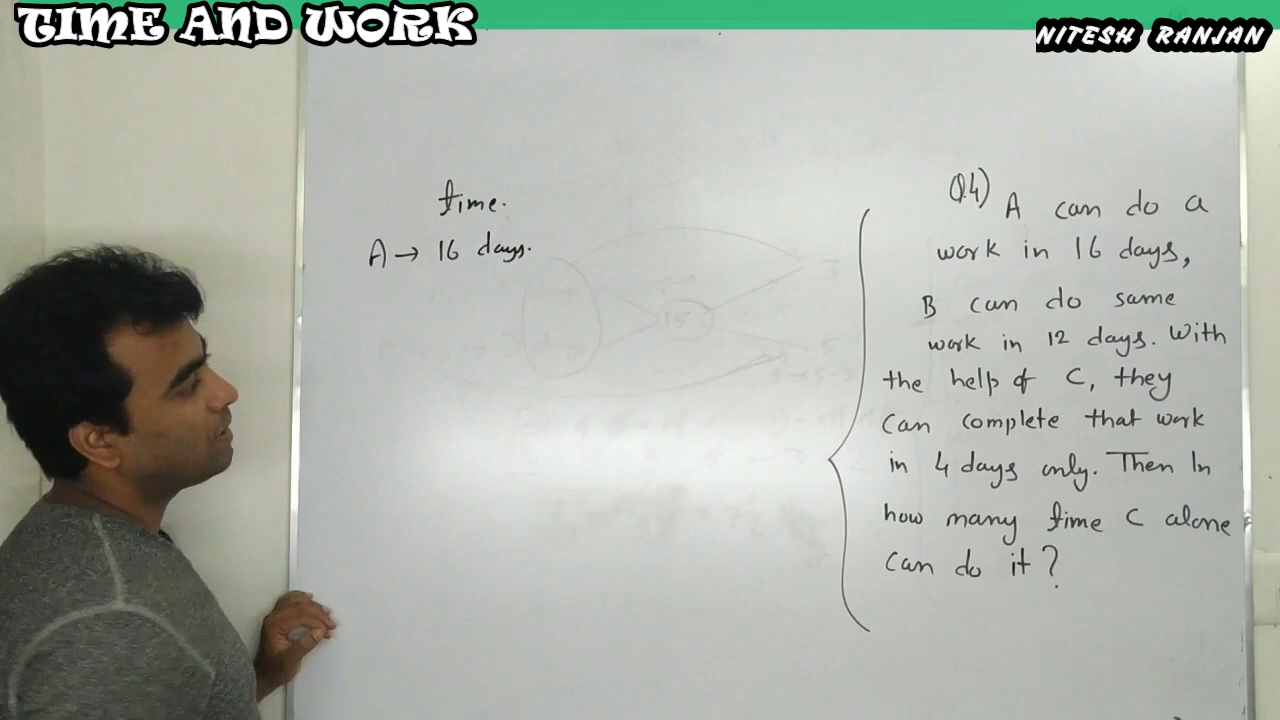 TIME AND WORK
NITESH RANJAN
time.
A → 16 days.
Q.4) A can do a
work in 16 days,
B can do same
work in 12 days. With
the help of C, they
can complete that work
in 4 days only. Then In
how many time C alone
can do it?